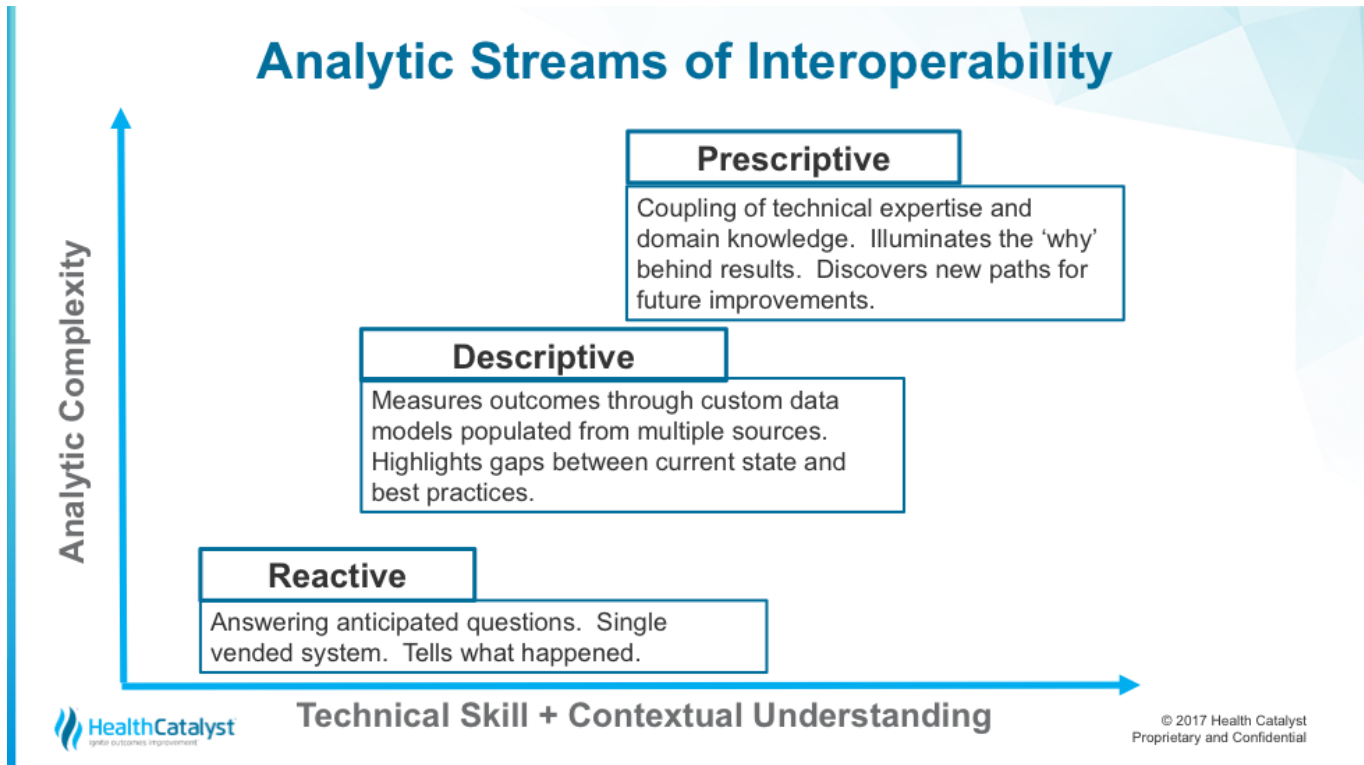 Analytic Streams of Interoperability
Analytic Complexity
Prescriptive
Coupling of technical expertise and
domain knowledge.  Illuminates the ‘why’
behind results.  Discovers new paths for
future improvements.
Descriptive
Measures outcomes through custom data
models populated from multiple sources.
Highlights gaps between current state and
best practices.
Reactive
Answering anticipated questions.  Single
vended system.  Tells what happened.
Technical Skill + Contextual Understanding
HealthCatalyst
ignite outcomes improvement
© 2017 Health Catalyst
Proprietary and Confidential